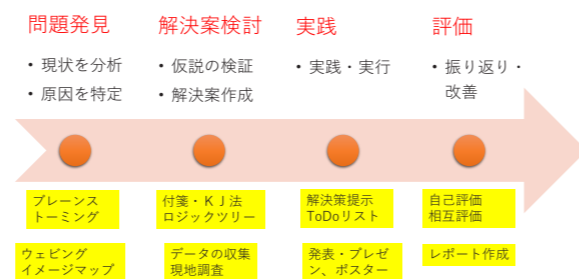 問題発見
・現状を分析
・原因を特定
解決案検討
・仮説の検証
・解決案作成
実践
・実践・実行
評価
・振り返り・
改善
ブレーンス
トーミング
付箋・ＫＪ法
ロジックツリー
解決策提示
ToDoリスト
自己評価
相互評価
ウェビング
イメージマップ
データの収集
現地調査
発表・プレゼ
ン、ポスター
レポート作成